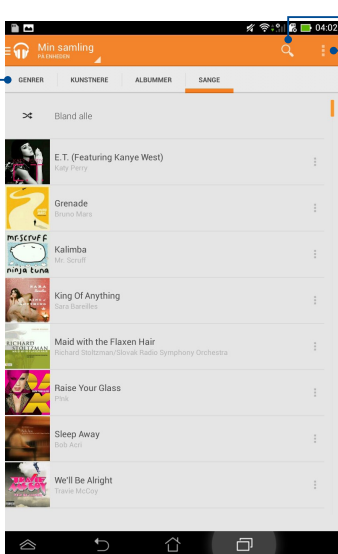 04:02
Min samling
PÅ ENHEDEN
GENRER KUNSTNERE ALBUMMER SANGE
Bland alle
E.T. (Featuring Kanye West)
Katy Perry
Grenade
Bruno Mars
mr.scruff
ninja tuna
Kalimba
Mr. Scruff
King Of Anything
Sara Bareilles
RICHARD
STOLTZMAN
Maid with the Flaxen Hair
Richard Stoltzman/Slovak Radio Symphony Orchestra
Raise Your Glass
P!nk
Sleep Away
Bob Acri
We'll Be Alright
Travie McCoy